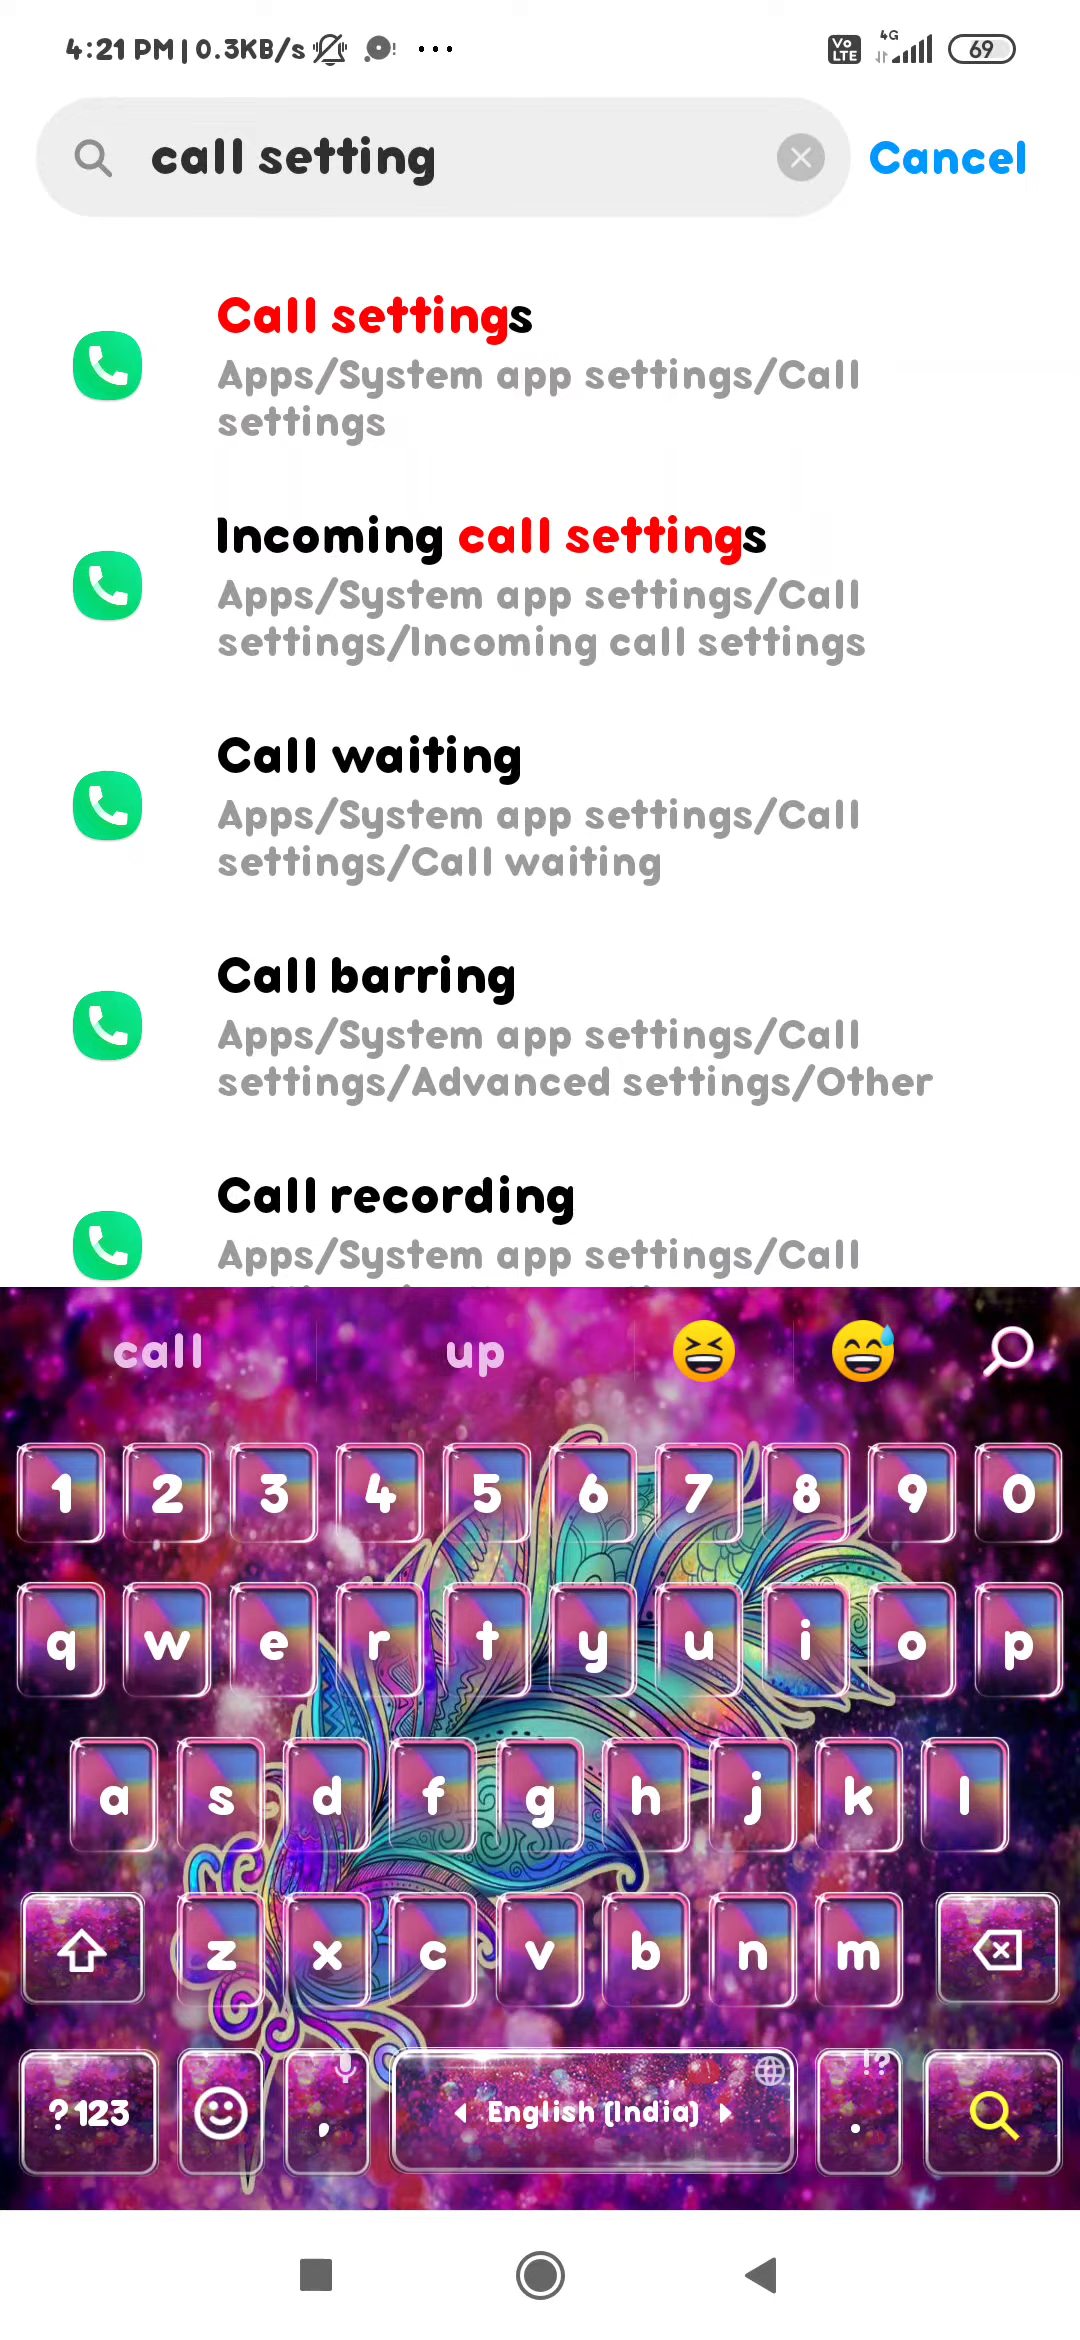 4:21 PM | 0.3KB/s ... Vo LTE 4G 69
call setting Cancel
Call settings
Apps/System app settings/Call
settings
Incoming call settings
Apps/System app settings/Call
settings/Incoming call settings
Call waiting
Apps/System app settings/Call
settings/Call waiting
Call barring
Apps/System app settings/Call
settings/Advanced settings/Other
Call recording
Apps/System app settings/Call
call up
1 2 3 4 5 6 7 8 9 0
q w e r t y u i o p
a s d f g h j k l
z x c v b n m
?123 , English (India) . !?